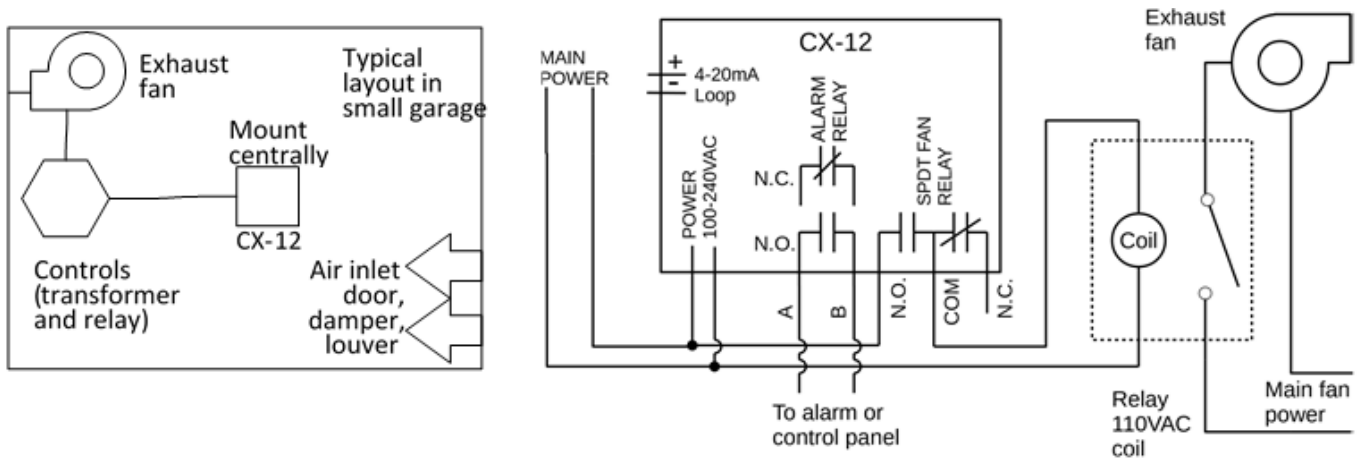 Exhaust
fan
Typical
layout in
small garage
Mount
centrally
CX-12
Controls
(transformer
and relay)
Air inlet
door,
damper,
louver
MAIN
POWER
CX-12
+
-
4-20mA
Loop
ALARM
RELAY
N.C.
N.O.
SPDT FAN
RELAY
POWER
100-240VAC
A
B
N.O.
COM
N.C.
To alarm or
control panel
Exhaust
fan
Coil
Relay
110VAC
coil
Main fan
power